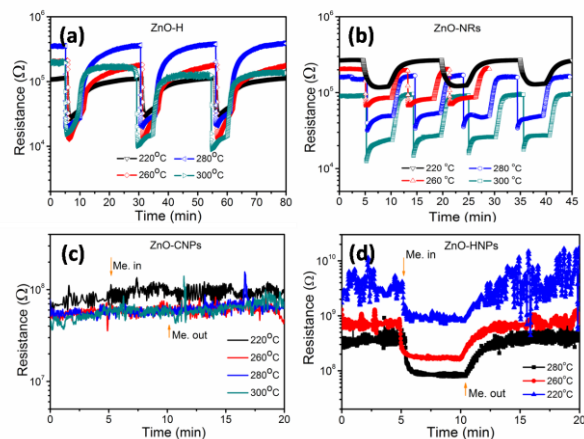 (a) ZnO-H
Resistance (Ω)
10⁶
10⁵
10⁴
220°C 280°C
260°C 300°C
0 10 20 30 40 50 60 70 80
Time (min)
(b) ZnO-NRs
Resistance (Ω)
10⁶
10⁵
10⁴
220 °C 280 °C
260 °C 300 °C
0 5 10 15 20 25 30 35 40 45
Time (min)
(c) ZnO-CNPs
Resistance (Ω)
10⁸
10⁷
Me. in
Me. out
220°C
260°C
280°C
300°C
0 5 10 15 20
Time (min)
(d) ZnO-HNPs
Resistance (Ω)
10¹⁰
10⁹
10⁸
Me. in
Me. out
280°C
260°C
220°C
0 5 10 15 20
Time (min)